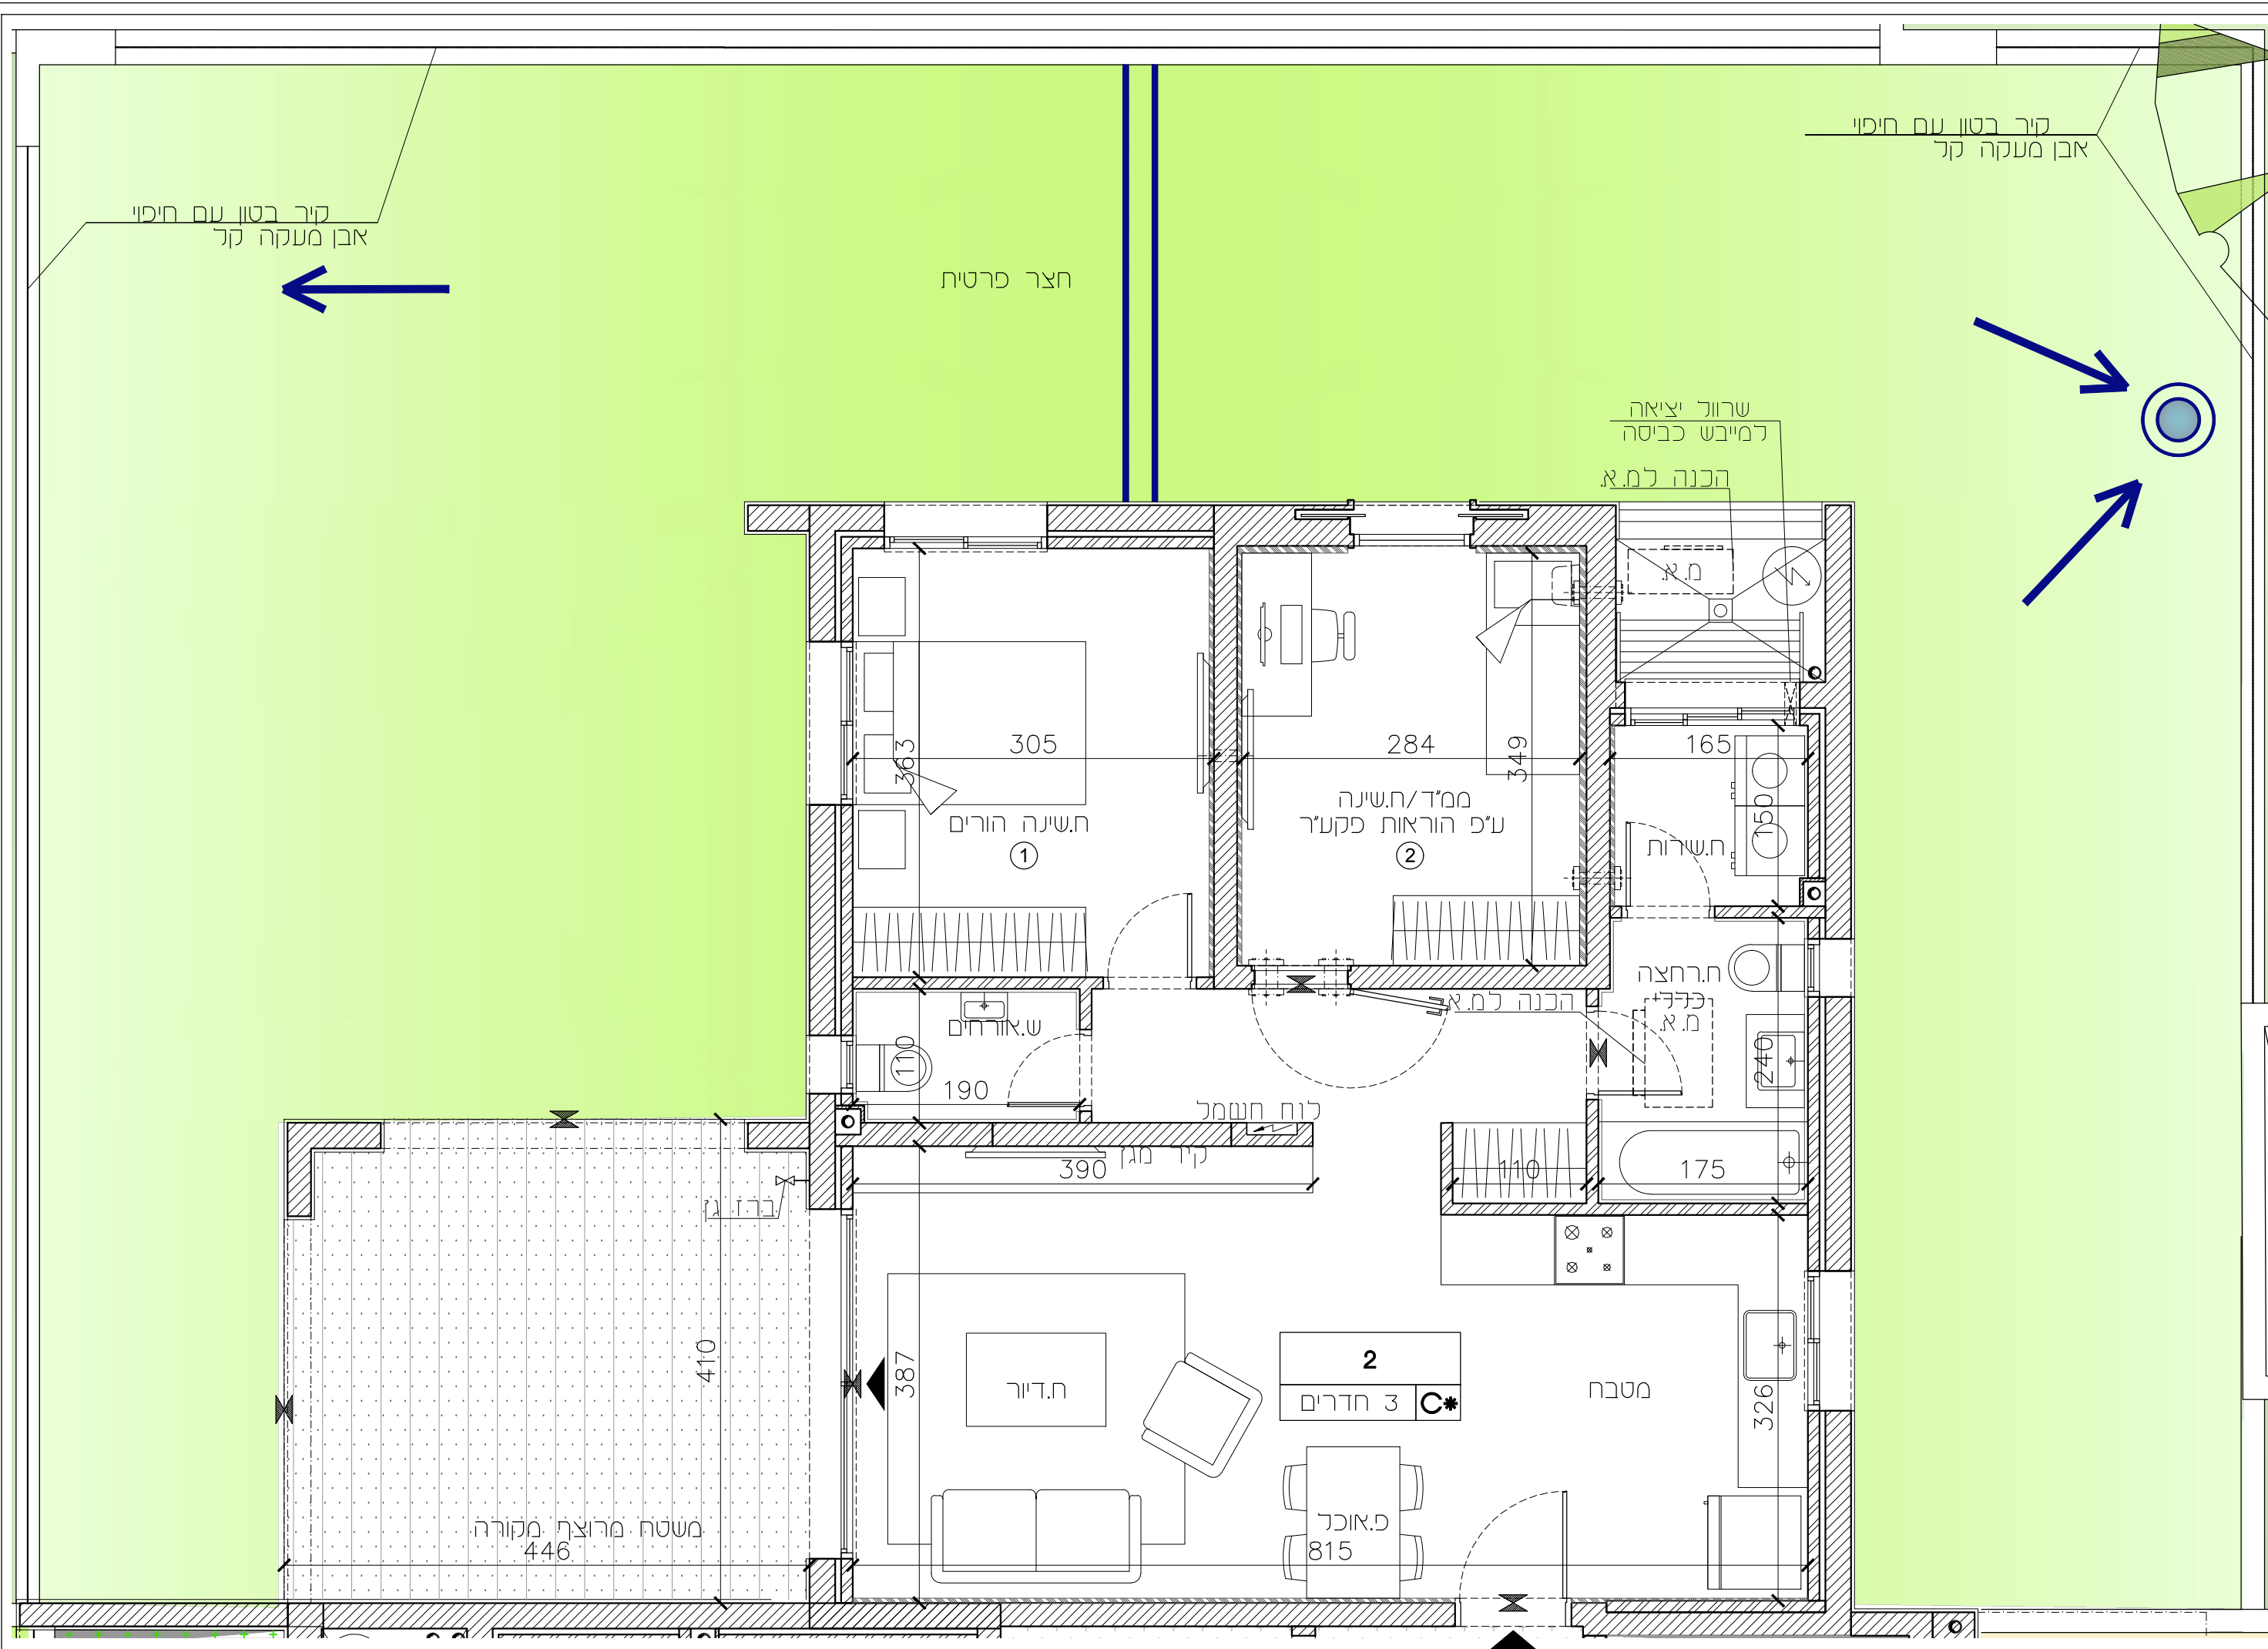 קיר בטון עם חיפוי
אבן מעקה קל
קיר בטון עם חיפוי
אבן מעקה קל
חצר פרטית
שרוול יציאה
למייבש כביסה
הכנה למ.א.
מ.א.
305
363
284
349
165
150
ח.שינה הורים
1
ממ"ד/ח.שינה
ע"פ הוראות פקע"ר
2
ח.שרות
ח.רחצה
כללי
מ.א.
הכנה למ.א.
240
ש.אורחים
110
190
לוח חשמל
קיר מגן
390
110
175
ברז גן
410
387
ח.דיור
2
3 חדרים
C*
מטבח
326
פ.אוכל
815
משטח מרוצף מקורה
446